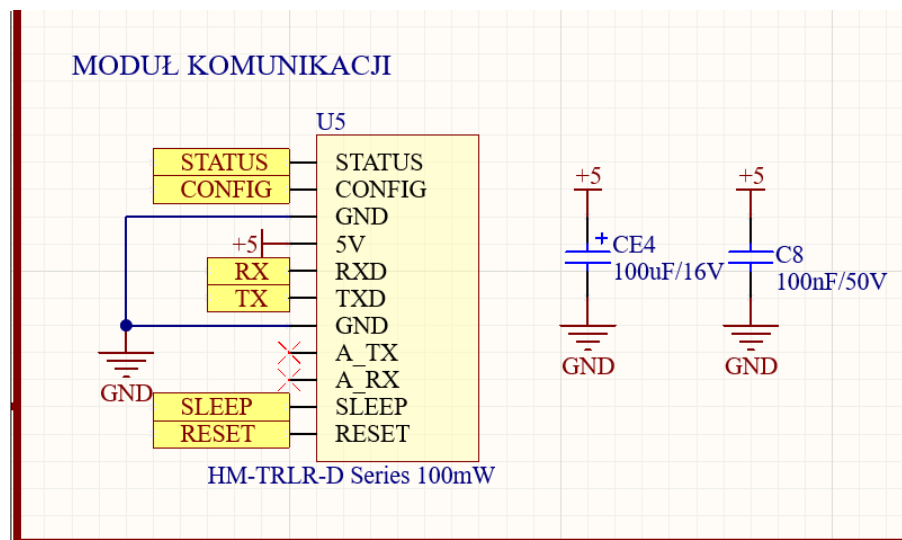 MODUŁ KOMUNIKACJI
U5
STATUS STATUS
CONFIG CONFIG
GND
+5 5V
RX RXD
TX TXD
GND
A_TX
GND A_RX
SLEEP SLEEP
RESET RESET
HM-TRLR-D Series 100mW
+5 +5
+ CE4 C8
100uF/16V 100nF/50V
GND GND